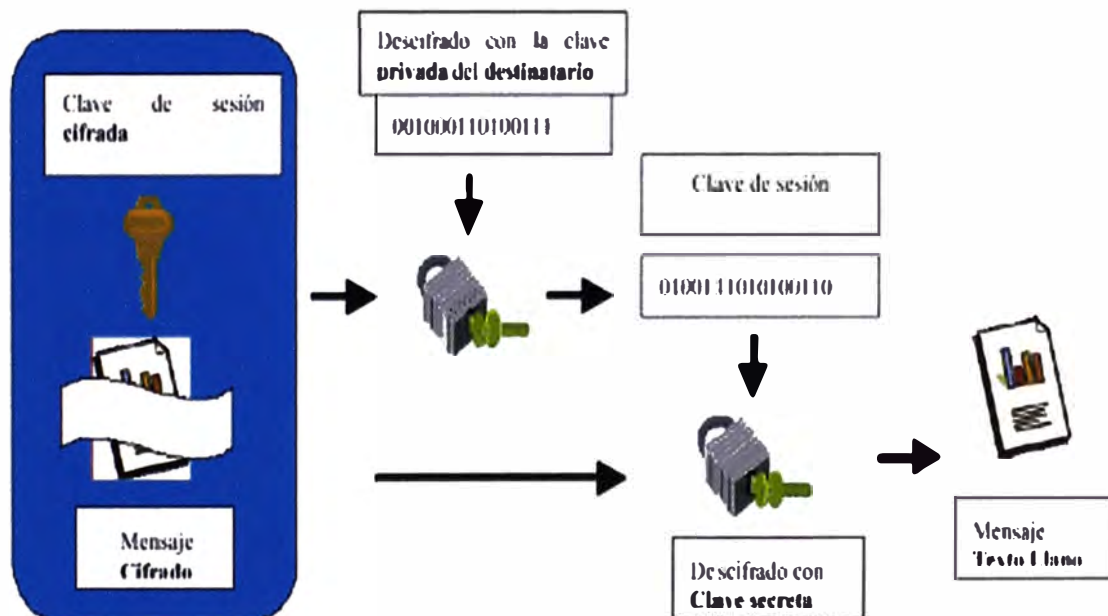 Descifrado con la clave
privada del destinatario
001000110100111
Clave de sesión
cifrada
Clave de sesión
0100131010100110
Mensaje
Cifrado
Descifrado con
Clave secreta
Mensaje
Texto Llano